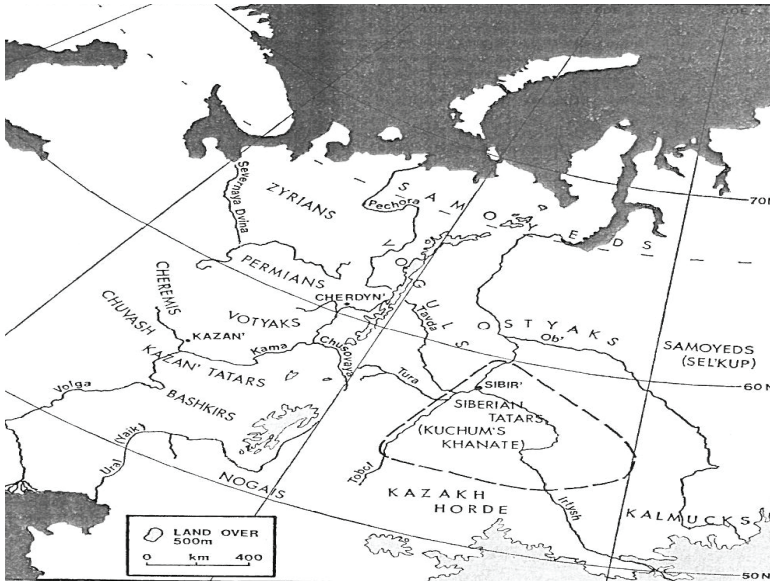 70N
Severnaya Dvina
ZYRIANS
Pechora
SAMOYEDS
VOGULS
PERMIANS
CHERDYN'
CHEREMIS
CHUVASH
VOTYAKS
KAZAN'
KAZAN' TATARS
Kama
Chusovaya
Tavda
OSTYAKS
Ob'
SAMOYEDS
(SEL'KUP)
60N
Volga
BASHKIRS
Tura
SIBIR'
SIBERIAN
TATARS
(KUCHUM'S
KHANATE)
Ural (Yaik)
NOGAIS
Tobol
KAZAKH
HORDE
Irtysh
KALMUCKS
50N
LAND OVER
500m
0 km 400